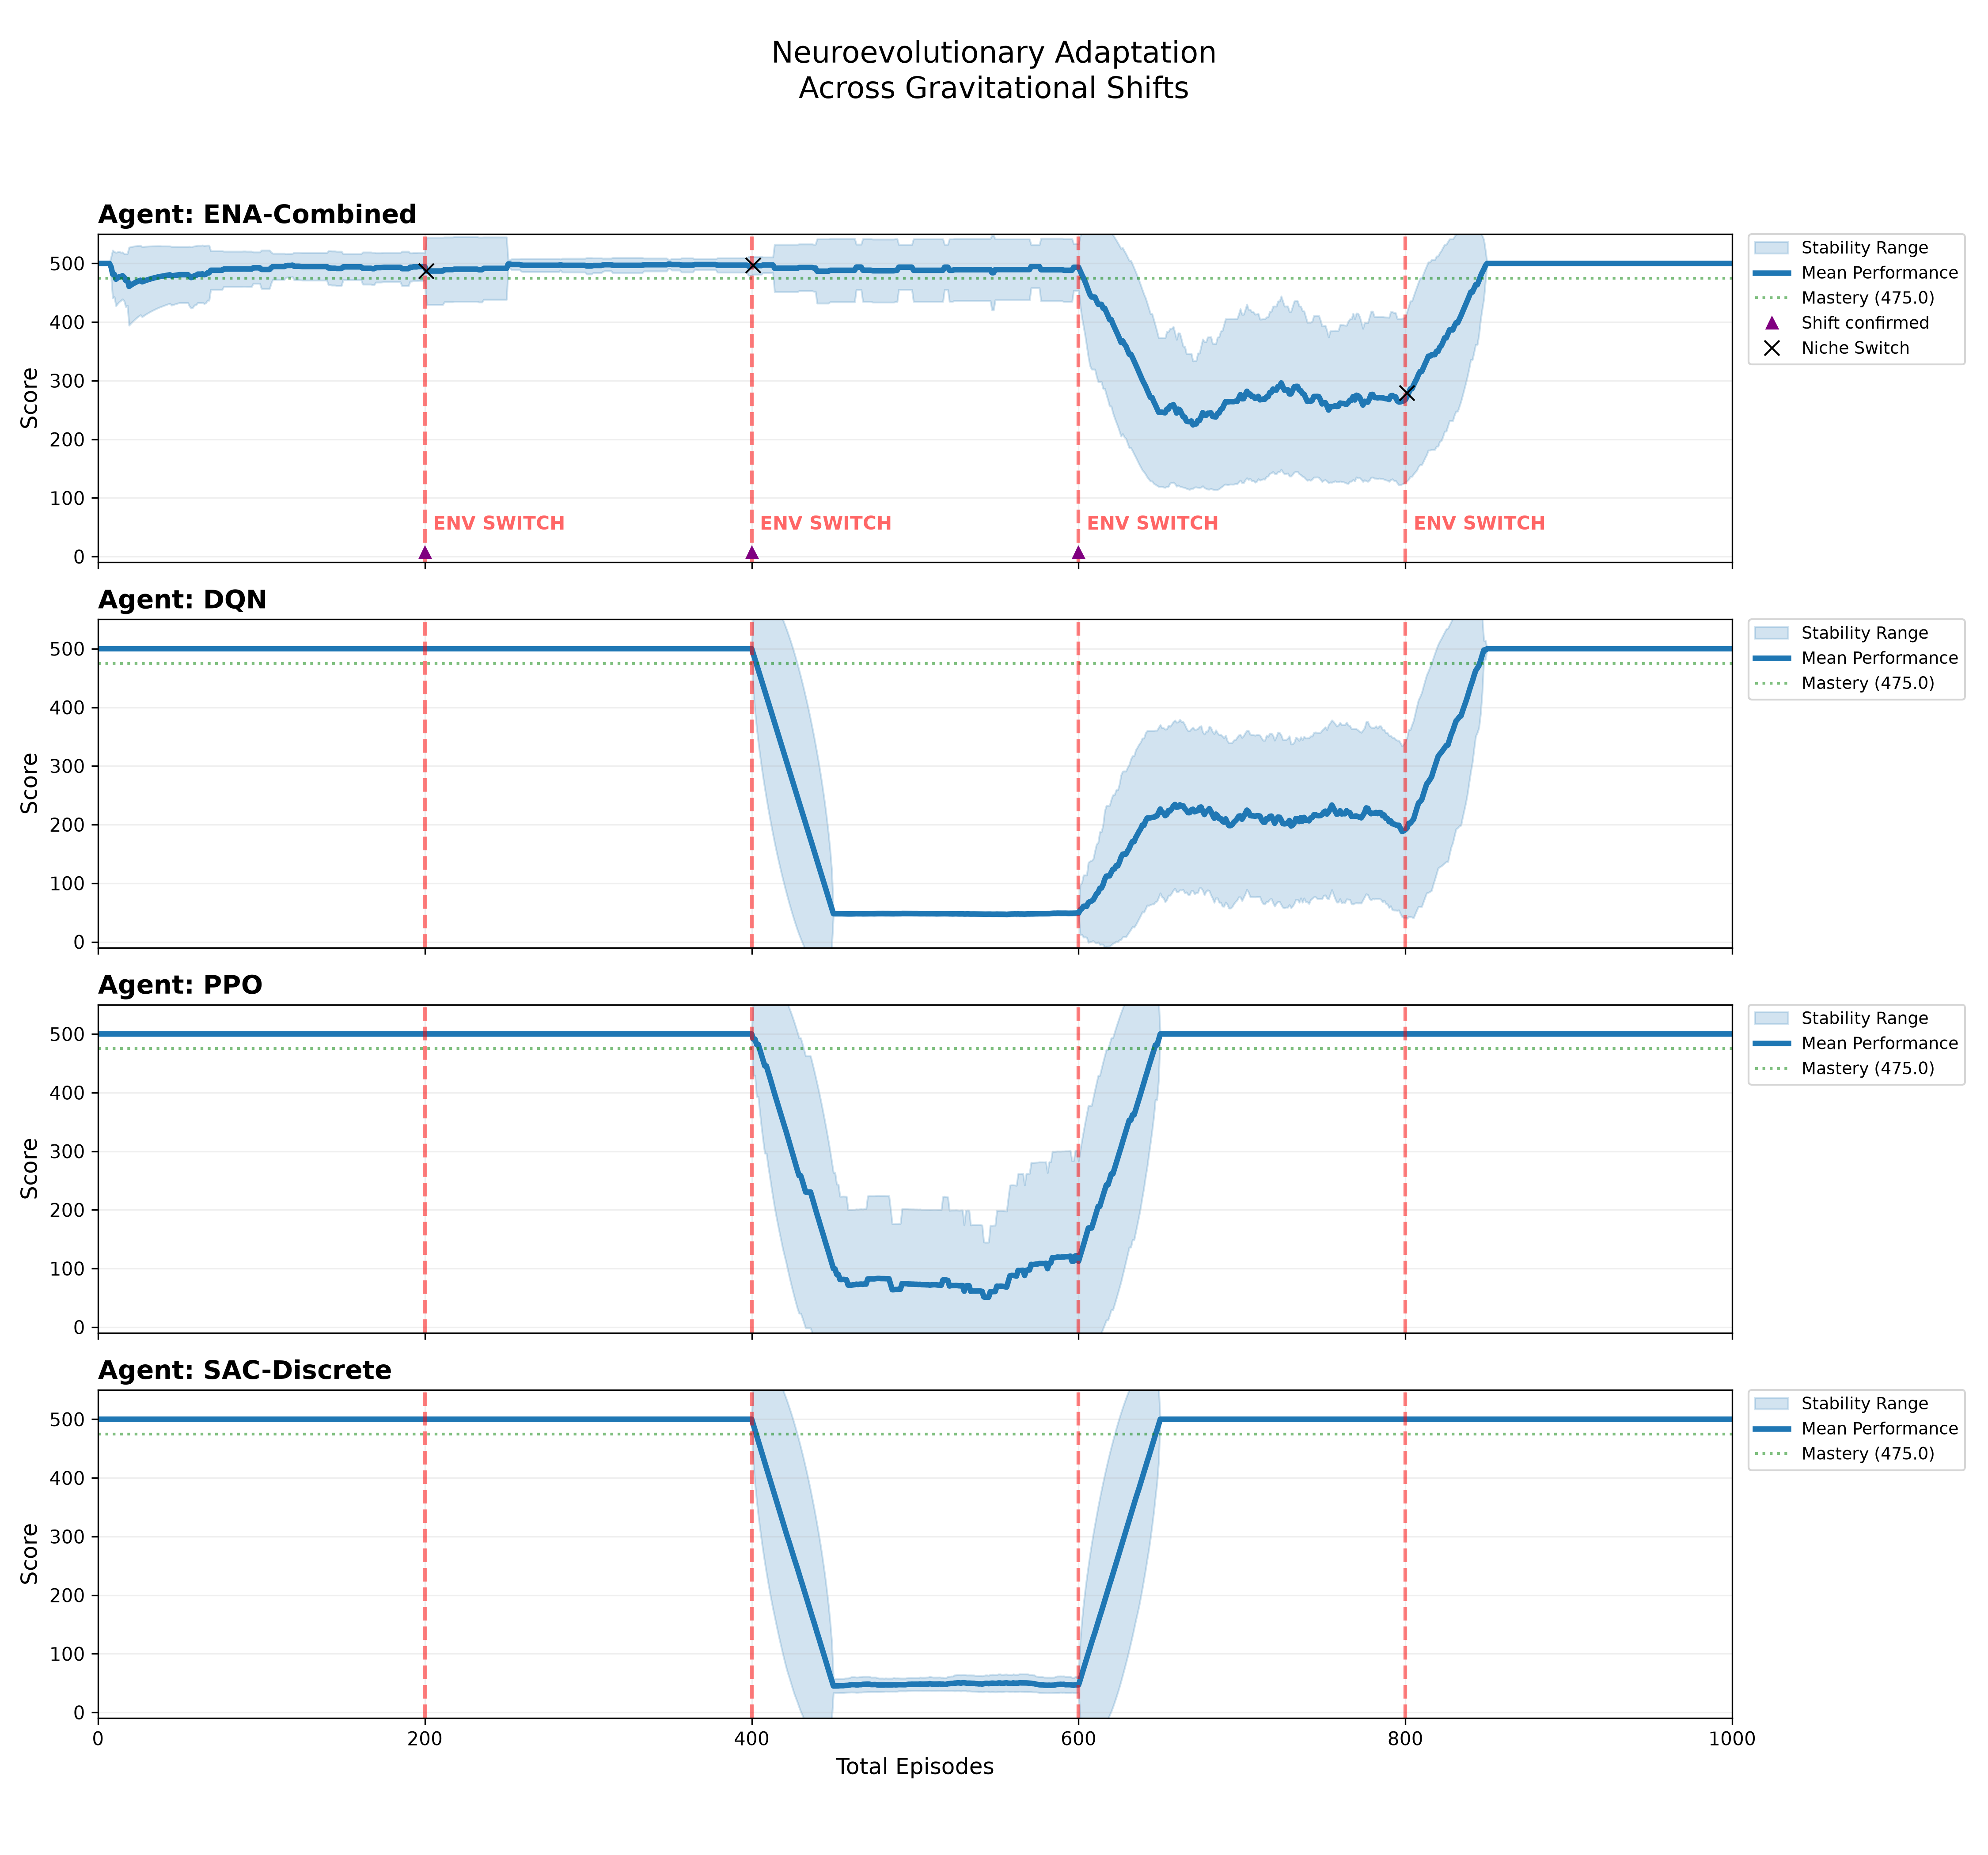 Neuroevolutionary Adaptation
Across Gravitational Shifts
Agent: ENA-Combined
500
400
300
200
100
0
Score
ENV SWITCH
ENV SWITCH
ENV SWITCH
ENV SWITCH
Stability Range
Mean Performance
Mastery (475.0)
Shift confirmed
Niche Switch
Agent: DQN
500
400
300
200
100
0
Score
Stability Range
Mean Performance
Mastery (475.0)
Agent: PPO
500
400
300
200
100
0
Score
Stability Range
Mean Performance
Mastery (475.0)
Agent: SAC-Discrete
500
400
300
200
100
0
Score
Stability Range
Mean Performance
Mastery (475.0)
0
200
400
600
800
1000
Total Episodes